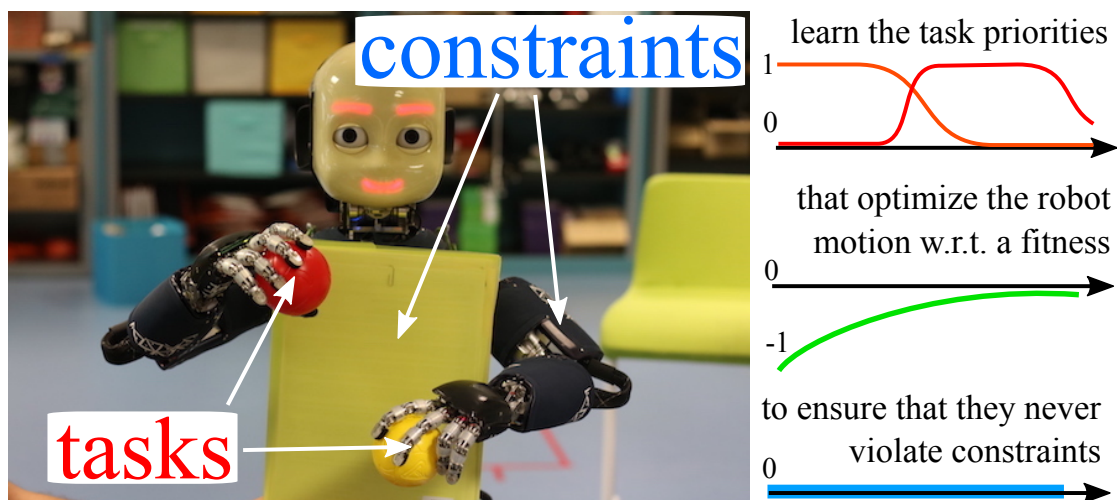 constraints
tasks
learn the task priorities
1
0
that optimize the robot
motion w.r.t. a fitness
0
-1
to ensure that they never
violate constraints
0